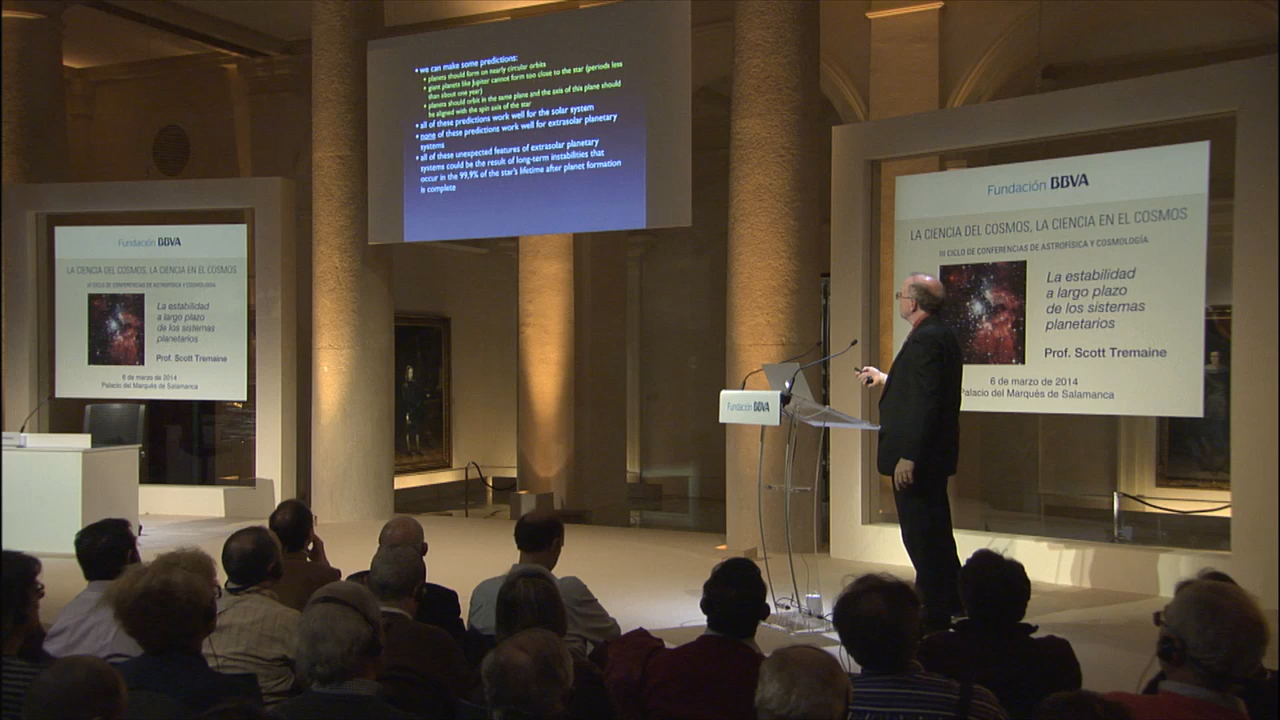 • we can make some predictions:
• planets should form on nearly circular orbits
• giant planets like Jupiter cannot form too close to the star (periods less
than about one year)
• planets should orbit in the same plane and the axis of this plane should
be aligned with the spin axis of the star
• all of these predictions work well for the solar system
• none of these predictions work well for extrasolar planetary
systems
• all of these unexpected features of extrasolar planetary
systems could be the result of long-term instabilities that
occur in the 99.9% of the star's lifetime after planet formation
is complete
Fundación BBVA
LA CIENCIA DEL COSMOS, LA CIENCIA EN EL COSMOS
III CICLO DE CONFERENCIAS DE ASTROFÍSICA Y COSMOLOGÍA
La estabilidad
a largo plazo
de los sistemas
planetarios
Prof. Scott Tremaine
6 de marzo de 2014
Palacio del Marqués de Salamanca
Fundación BBVA
Fundación BBVA
LA CIENCIA DEL COSMOS, LA CIENCIA EN EL COSMOS
III CICLO DE CONFERENCIAS DE ASTROFÍSICA Y COSMOLOGÍA
La estabilidad
a largo plazo
de los sistemas
planetarios
Prof. Scott Tremaine
6 de marzo de 2014
Palacio del Marqués de Salamanca